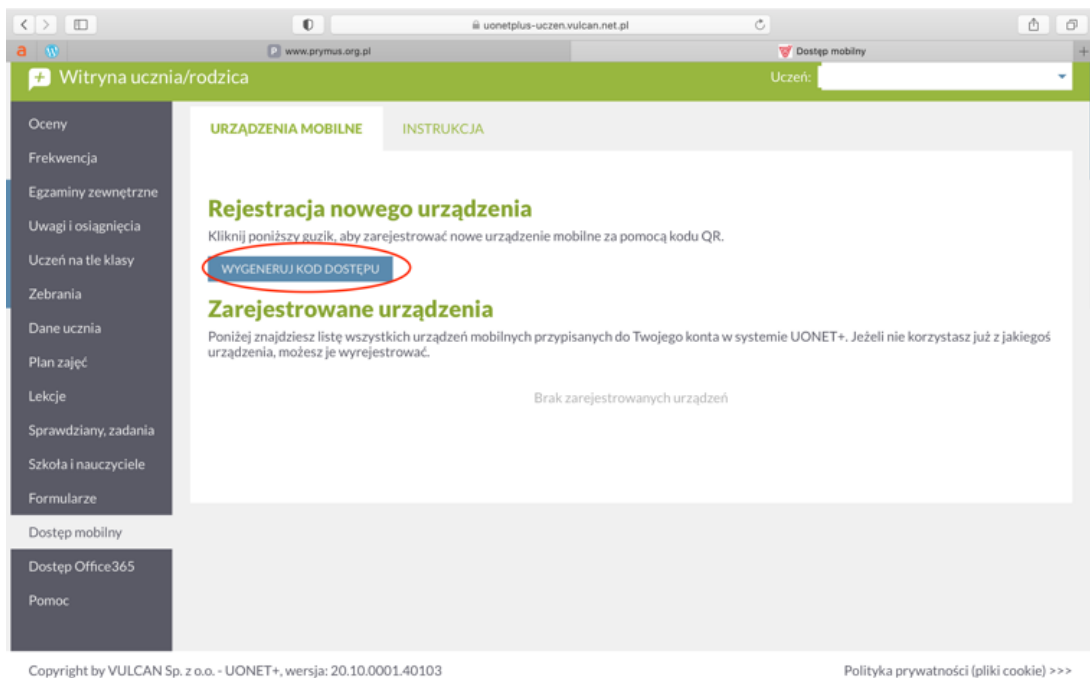 uonetplus-uczen.vulcan.net.pl
www.prymus.org.pl
Dostęp mobilny
Witryna ucznia/rodzica
Uczeń:
Oceny
Frekwencja
Egzaminy zewnętrzne
Uwagi i osiągnięcia
Uczeń na tle klasy
Zebrania
Dane ucznia
Plan zajęć
Lekcje
Sprawdziany, zadania
Szkoła i nauczyciele
Formularze
Dostęp mobilny
Dostęp Office365
Pomoc
URZĄDZENIA MOBILNE
INSTRUKCJA
Rejestracja nowego urządzenia
Kliknij poniższy guzik, aby zarejestrować nowe urządzenie mobilne za pomocą kodu QR.
WYGENERUJ KOD DOSTĘPU
Zarejestrowane urządzenia
Poniżej znajdziesz listę wszystkich urządzeń mobilnych przypisanych do Twojego konta w systemie UONET+. Jeżeli nie korzystasz już z jakiegoś
urządzenia, możesz je wyrejestrować.
Brak zarejestrowanych urządzeń
Copyright by VULCAN Sp. z o.o. - UONET+, wersja: 20.10.0001.40103
Polityka prywatności (pliki cookie) >>>